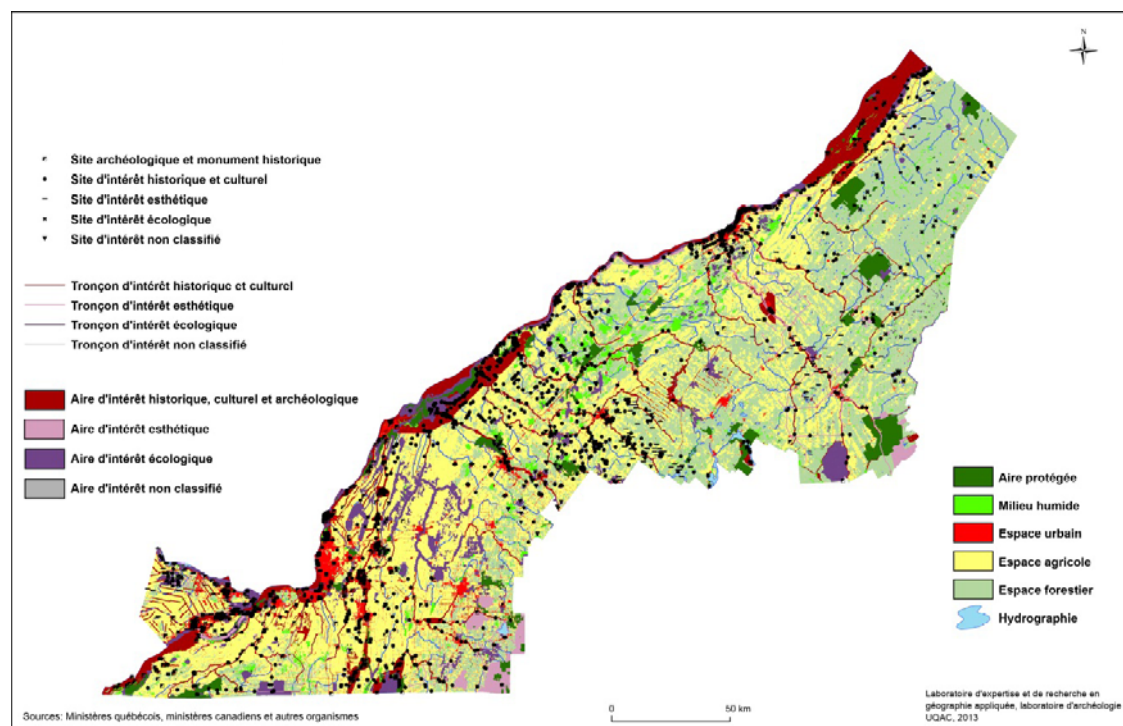 N
Site archéologique et monument historique
Site d'intérêt historique et culturel
Site d'intérêt esthétique
Site d'intérêt écologique
Site d'intérêt non classifié
Tronçon d'intérêt historique et culturel
Tronçon d'intérêt esthétique
Tronçon d'intérêt écologique
Tronçon d'intérêt non classifié
Aire d'intérêt historique, culturel et archéologique
Aire d'intérêt esthétique
Aire d'intérêt écologique
Aire d'intérêt non classifié
Aire protégée
Milieu humide
Espace urbain
Espace agricole
Espace forestier
Hydrographie
Sources: Ministères québécois, ministères canadiens et autres organismes
0 50 km
Laboratoire d'expertise et de recherche en
géographie appliquée, laboratoire d'archéologie
UQAC, 2013